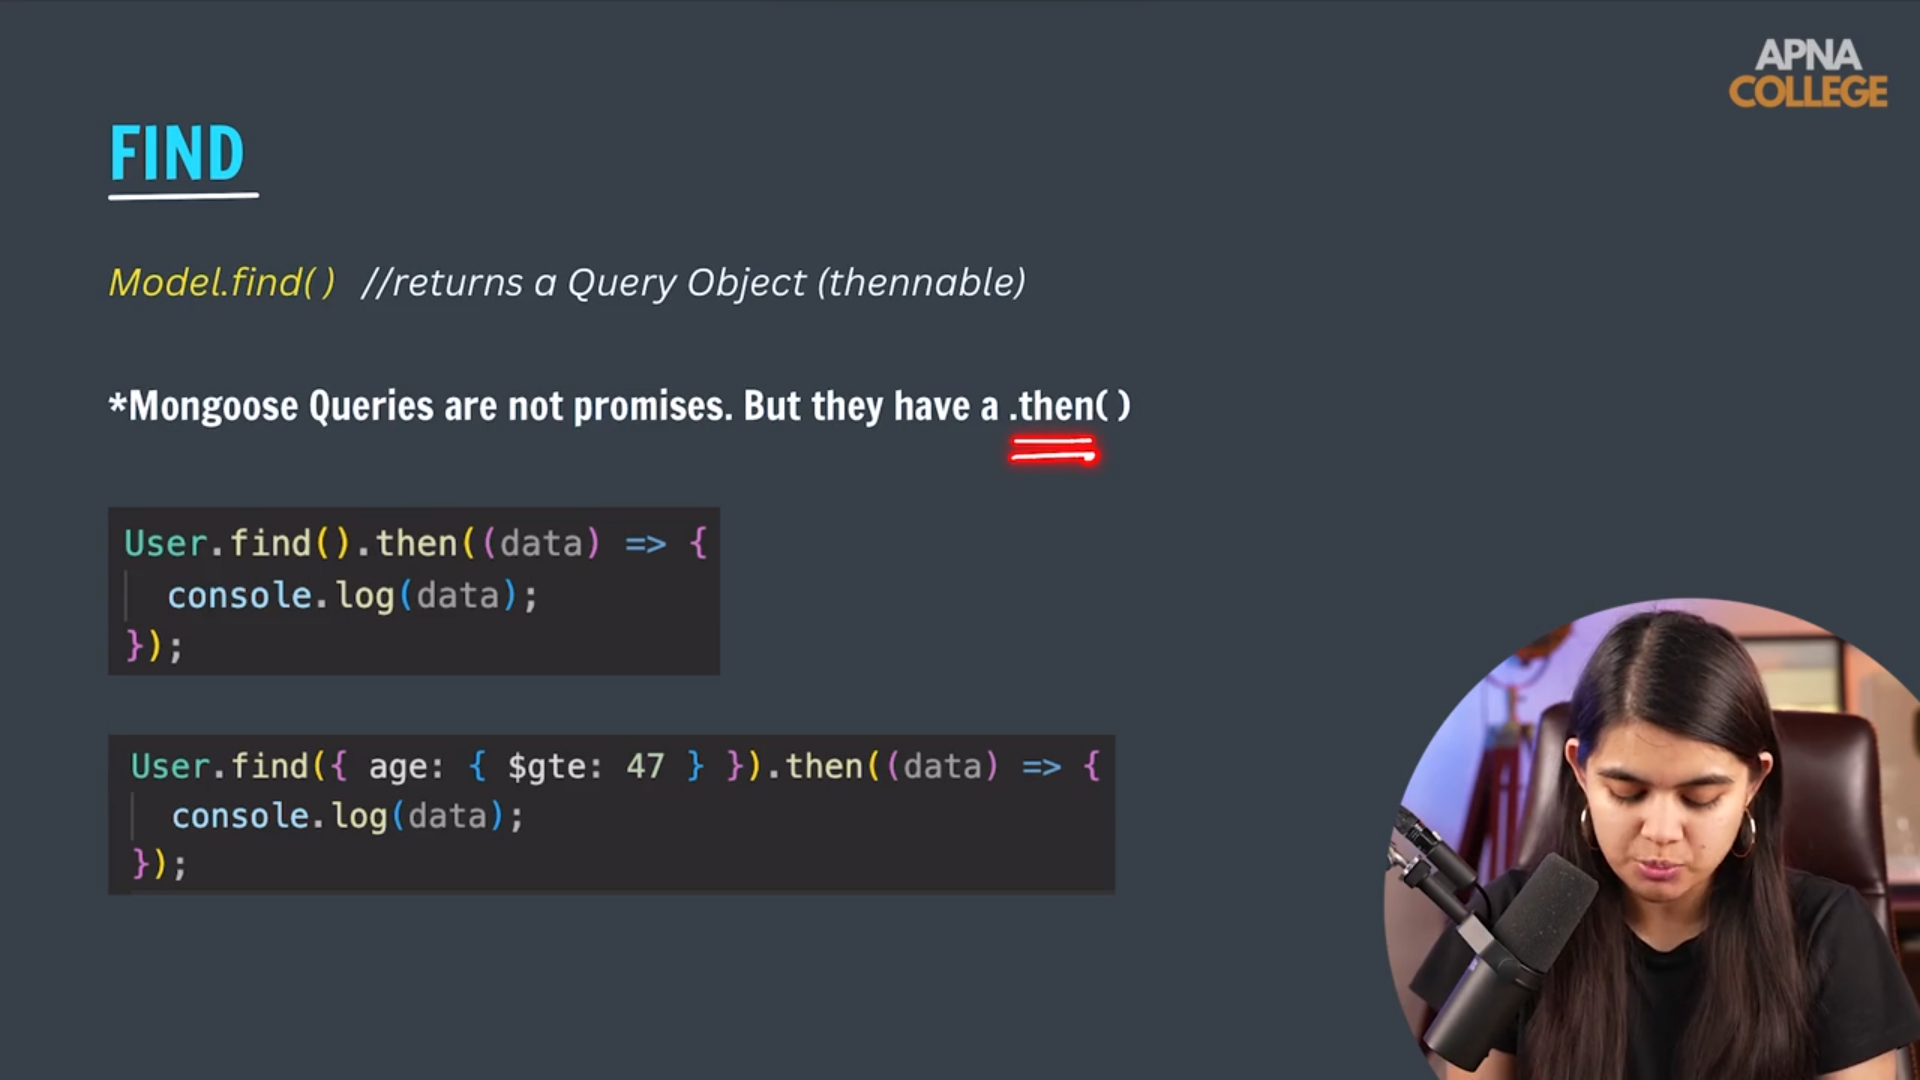 APNA
COLLEGE
FIND
Model.find( ) //returns a Query Object (thennable)
*Mongoose Queries are not promises. But they have a .then( )
User.find().then((data) => {
  console.log(data);
});
User.find({ age: { $gte: 47 } }).then((data) => {
  console.log(data);
});